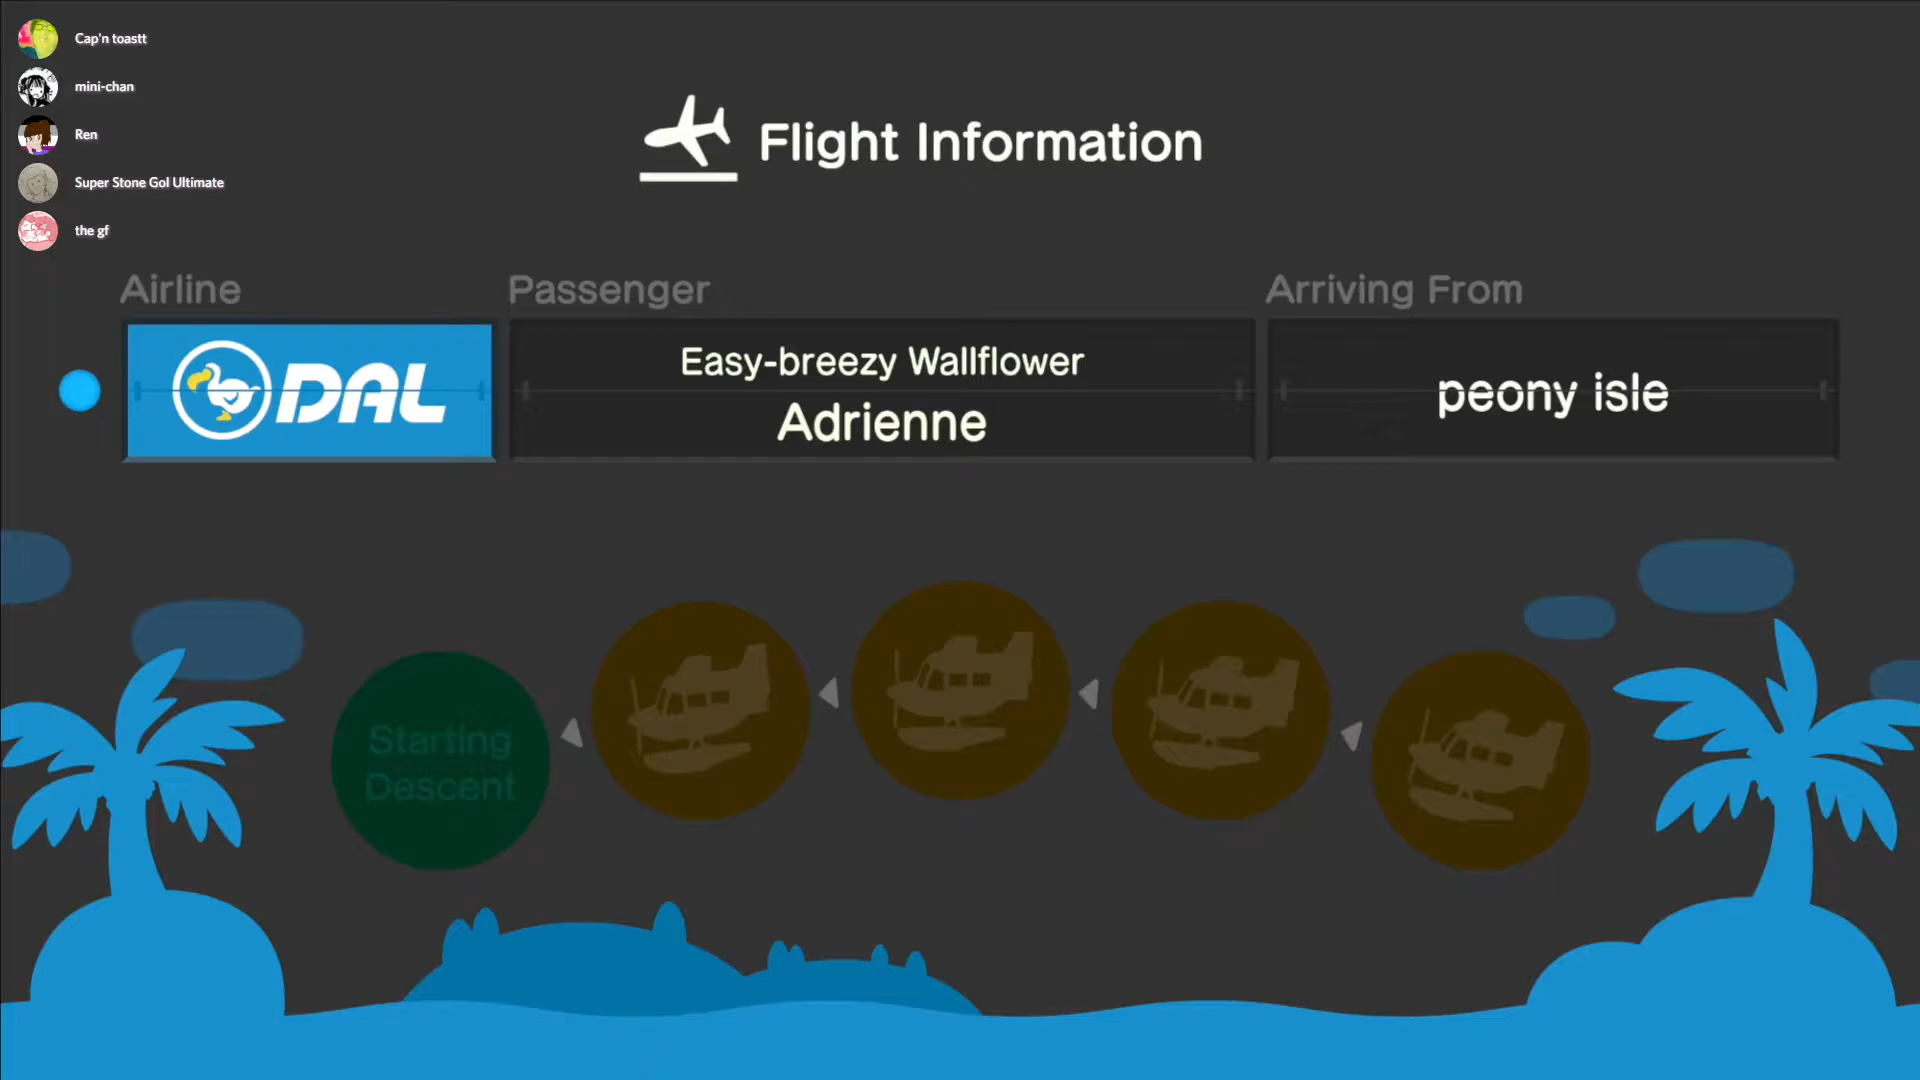 Cap'n toastt
mini-chan
Ren
Super Stone Gol Ultimate
the gf
Flight Information
Airline
Passenger
Arriving From
DAL
Easy-breezy Wallflower
Adrienne
peony isle
Starting
Descent